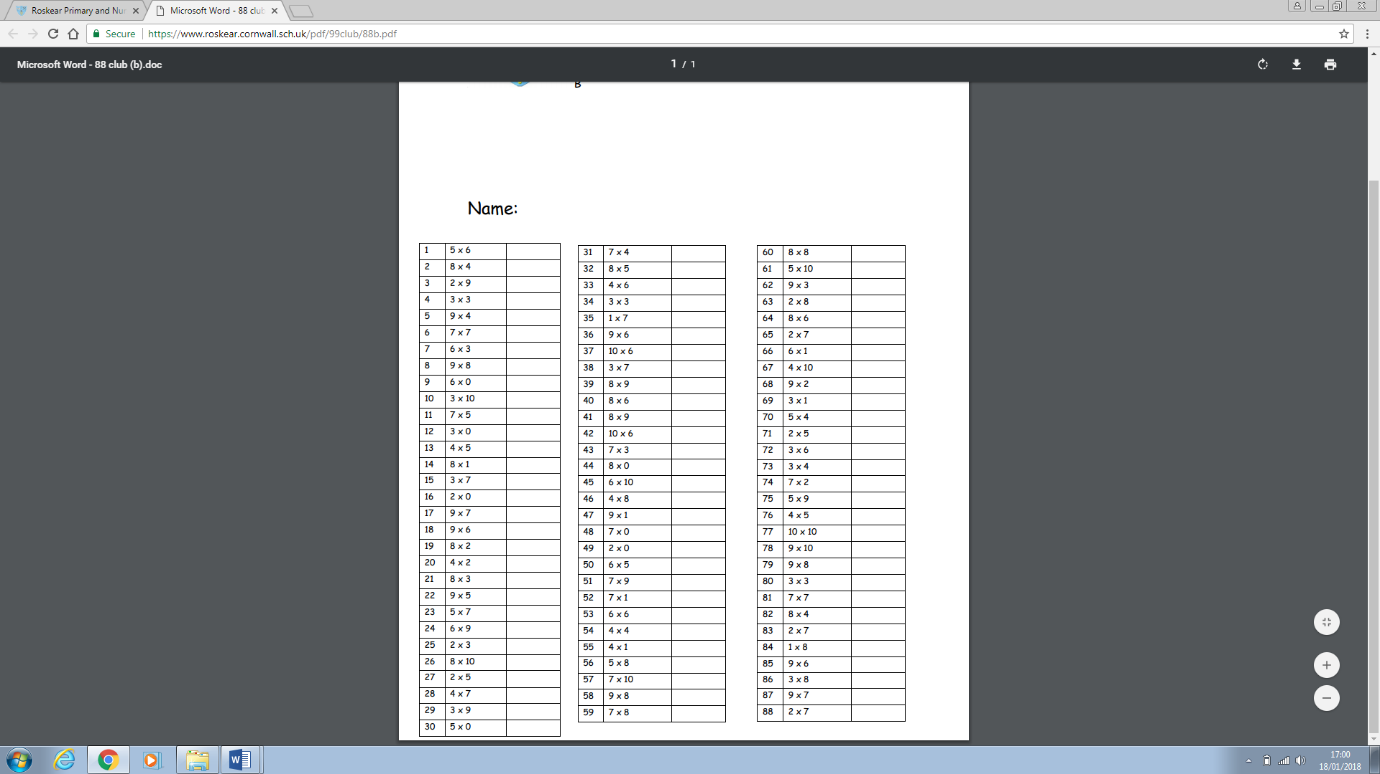 Roskear Primary and Nur
Microsoft Word - 88 club
Secure https://www.roskear.cornwall.sch.uk/pdf/99club/88b.pdf
Microsoft Word - 88 club (b).doc
1 / 1
B
Name:
1 5 x 6
2 8 x 4
3 2 x 9
4 3 x 3
5 9 x 4
6 7 x 7
7 6 x 3
8 9 x 8
9 6 x 0
10 3 x 10
11 7 x 5
12 3 x 0
13 4 x 5
14 8 x 1
15 3 x 7
16 2 x 0
17 9 x 7
18 9 x 6
19 8 x 2
20 4 x 2
21 8 x 3
22 9 x 5
23 5 x 7
24 6 x 9
25 2 x 3
26 8 x 10
27 2 x 5
28 4 x 7
29 3 x 9
30 5 x 0
31 7 x 4
32 8 x 5
33 4 x 6
34 3 x 3
35 1 x 7
36 9 x 6
37 10 x 6
38 3 x 7
39 8 x 9
40 8 x 6
41 8 x 9
42 10 x 6
43 7 x 3
44 8 x 0
45 6 x 10
46 4 x 8
47 9 x 1
48 7 x 0
49 2 x 0
50 6 x 5
51 7 x 9
52 7 x 1
53 6 x 6
54 4 x 4
55 4 x 1
56 5 x 8
57 7 x 10
58 9 x 8
59 7 x 8
60 8 x 8
61 5 x 10
62 9 x 3
63 2 x 8
64 8 x 6
65 2 x 7
66 6 x 1
67 4 x 10
68 9 x 2
69 3 x 1
70 5 x 4
71 2 x 5
72 3 x 6
73 3 x 4
74 7 x 2
75 5 x 9
76 4 x 5
77 10 x 10
78 9 x 10
79 9 x 8
80 3 x 3
81 7 x 7
82 8 x 4
83 2 x 7
84 1 x 8
85 9 x 6
86 3 x 8
87 9 x 7
88 2 x 7
17:00
18/01/2018